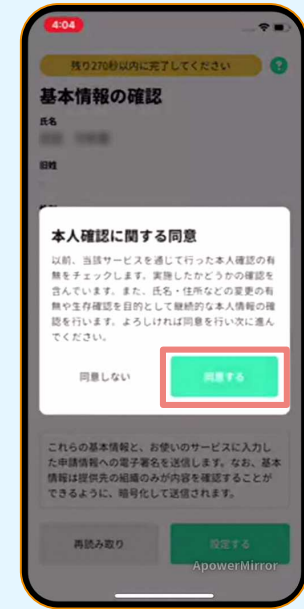 4:04
残り270秒以内に完了してください
?
基本情報の確認
氏名
旧姓
本人確認に関する同意
以前、当該サービスを通じて行った本人確認の有
無をチェックします。実施したかどうかの確認を
含んでいます。また、氏名・住所などの変更の有
無や生存確認を目的として継続的な本人情報の確
認を行います。よろしければ同意を行い次に進ん
でください。
同意しない
同意する
これらの基本情報と、お使いのサービスに入力し
た申請情報への電子署名を送信します。なお、基本
情報は提供先の組織のみが内容を確認することが
できるように、暗号化して送信されます。
再読み取り
設定する
ApowerMirror